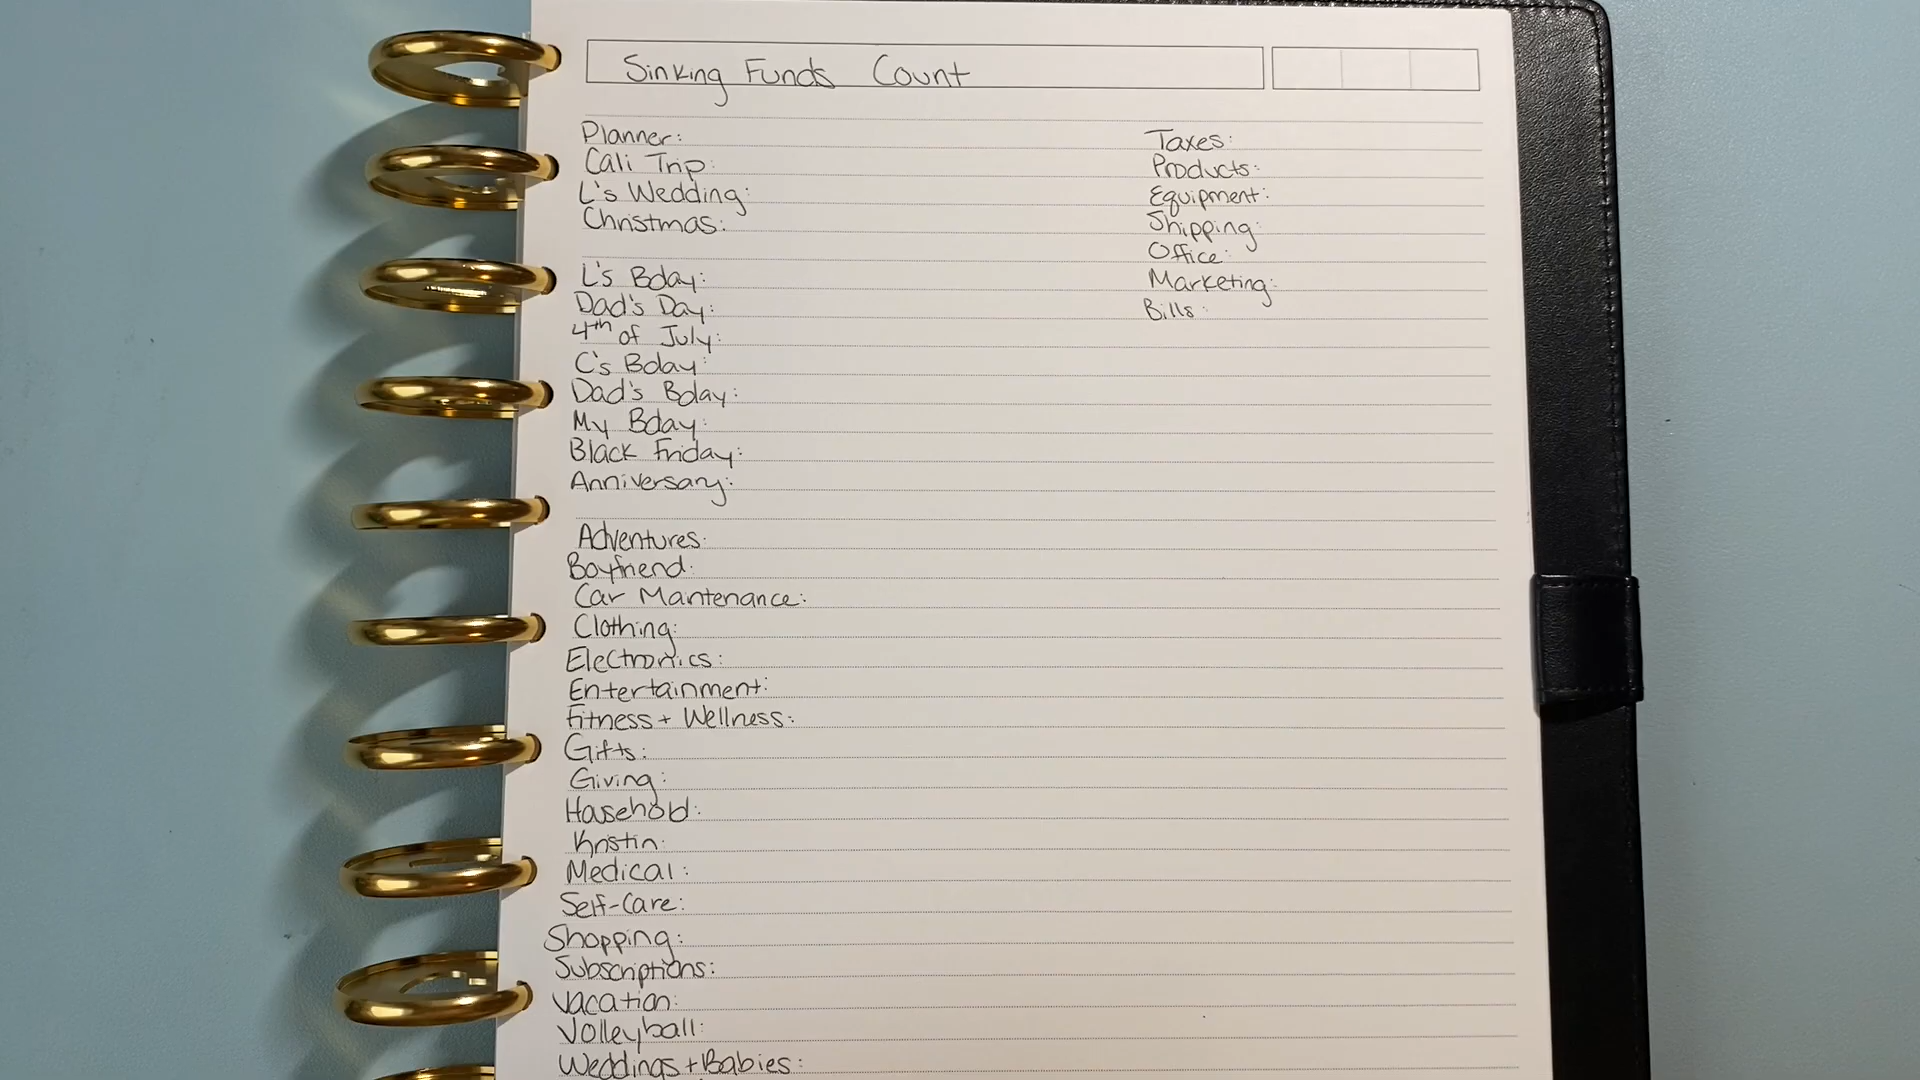 Sinking Funds Count
Planner:
Cali Trip:
L's Wedding:
Christmas:
L's Bday:
Dad's Day:
4th of July:
C's Bday:
Dad's Bday:
My Bday:
Black Friday:
Anniversary:
Adventures:
Boyfriend:
Car Mantenance:
Clothing:
Electronics:
Entertainment:
Fitness + Wellness:
Gifts:
Giving:
Household:
Kristin:
Medical:
Self-Care:
Shopping:
Subscriptions:
Vacation:
Volleyball:
Weddings + Babies:
Taxes:
Products:
Equipment:
Shipping:
Office:
Marketing:
Bills: